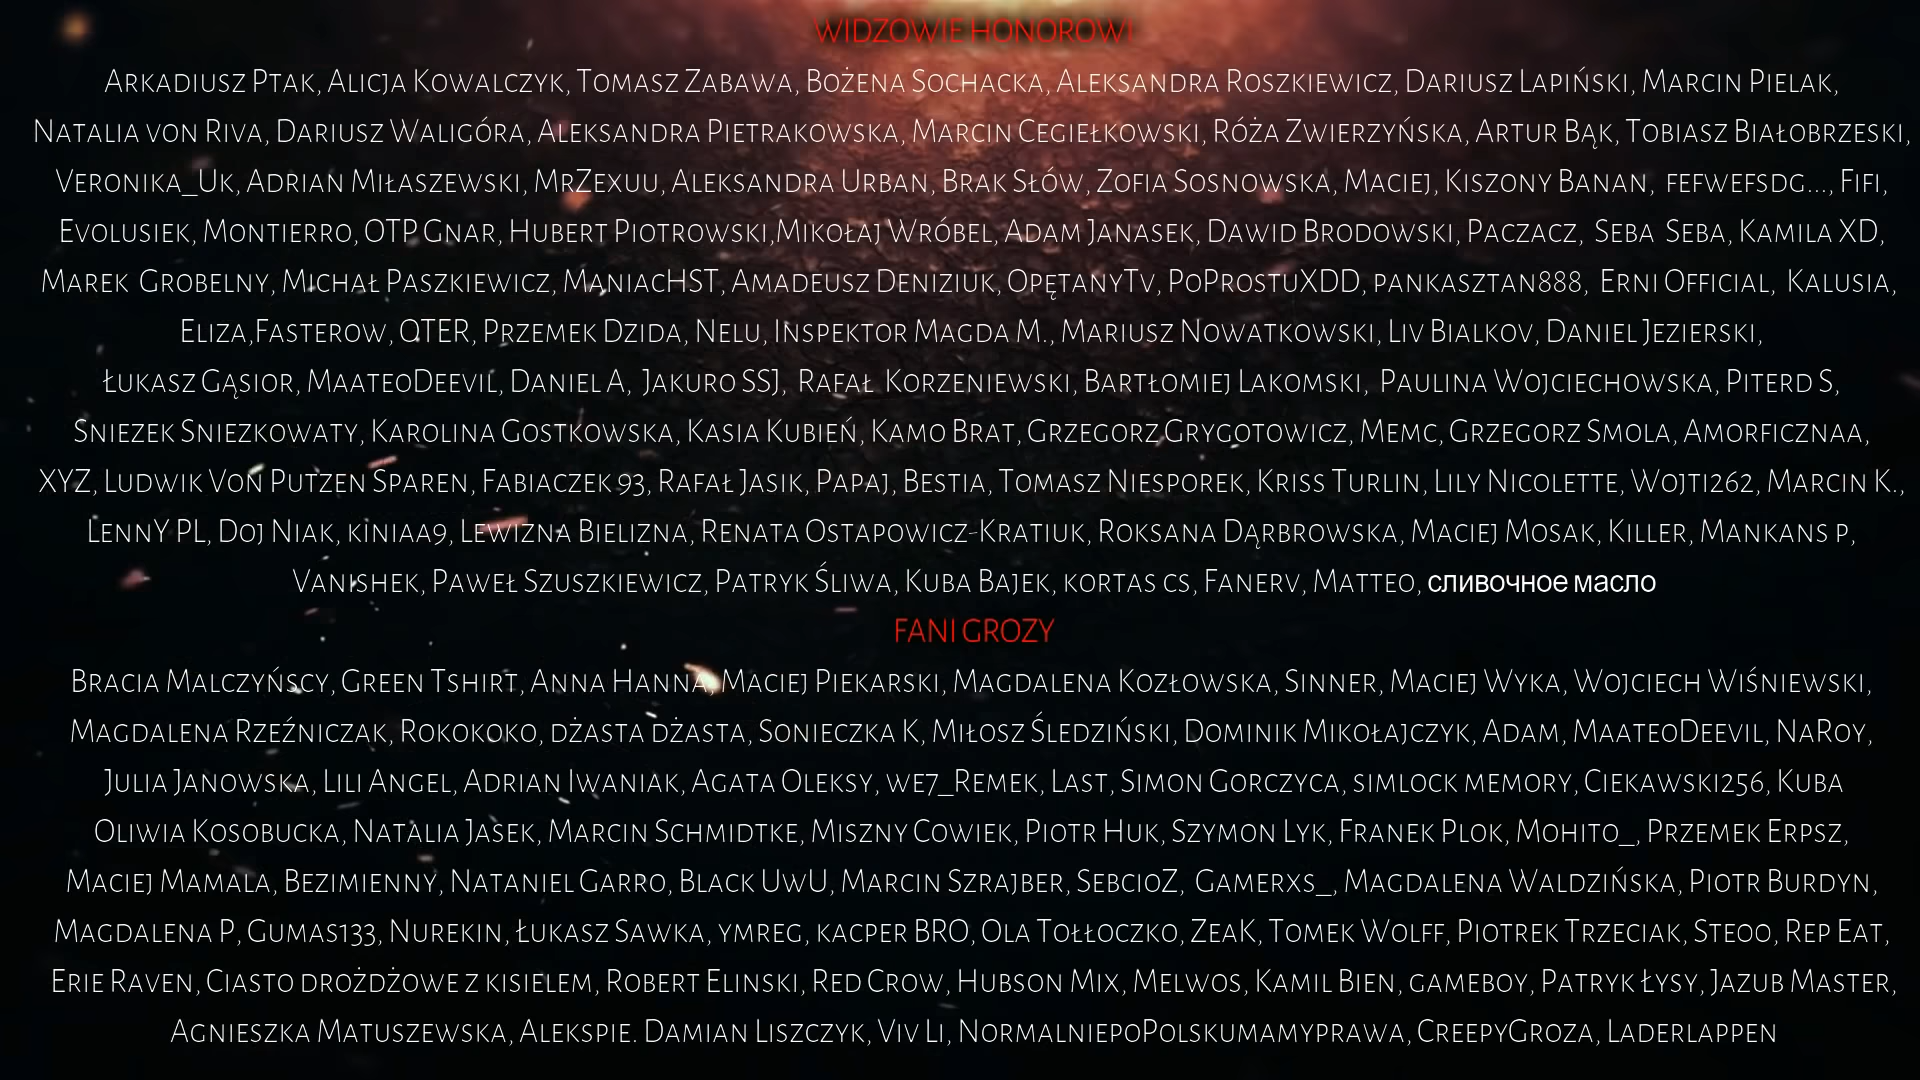 WIDZOWIE HONOROWI
Arkadiusz Ptak, Alicja Kowalczyk, Tomasz Zabawa, Bożena Sochacka, Aleksandra Roszkiewicz, Dariusz Lapiński, Marcin Pielak,
Natalia von Riva, Dariusz Waligóra, Aleksandra Pietrakowska, Marcin Cegiełkowski, Róża Zwierzyńska, Artur Bąk, Tobiasz Białobrzeski,
Veronika_Uk, Adrian Miłaszewski, MrZexuu, Aleksandra Urban, Brak Słów, Zofia Sosnowska, Maciej, Kiszony Banan, fefwefsdg..., Fifi,
Evolusiek, Montierro, OTP Gnar, Hubert Piotrowski,Mikołaj Wróbel, Adam Janasek, Dawid Brodowski, Paczacz, Seba Seba, Kamila XD,
Marek Grobelny, Michał Paszkiewicz, ManiacHST, Amadeusz Deniziuk, OpętanyTv, PoProstuXDD, pankasztan888, Erni Official, Kalusia,
Eliza,Fasterow, QTER, Przemek Dzida, Nelu, Inspektor Magda M., Mariusz Nowatkowski, Liv Bialkov, Daniel Jezierski,
Łukasz Gąsior, MaateoDeevil, Daniel A, Jakuro SSJ, Rafał Korzeniewski, Bartłomiej Lakomski, Paulina Wojciechowska, Piterd S,
Sniezek Sniezkowaty, Karolina Gostkowska, Kasia Kubień, Kamo Brat, Grzegorz Grygotowicz, Memc, Grzegorz Smola, Amorficznaa,
XYZ, Ludwik Von Putzen Sparen, Fabiaczek 93, Rafał Jasik, Papaj, Bestia, Tomasz Niesporek, Kriss Turlin, Lily Nicolette, Wojti262, Marcin K.,
LennY PL, Doj Niak, kiniaa9, Lewizna Bielizna, Renata Ostapowicz-Kratiuk, Roksana Dąrbrowska, Maciej Mosak, Killer, Mankans p,
Vanishek, Paweł Szuszkiewicz, Patryk Śliwa, Kuba Bajek, kortas cs, Fanerv, Matteo, сливочное масло
FANI GROZY
Bracia Malczyńscy, Green Tshirt, Anna Hanna, Maciej Piekarski, Magdalena Kozłowska, Sinner, Maciej Wyka, Wojciech Wiśniewski,
Magdalena Rzeźniczak, Rokokoko, dżasta dżasta, Sonieczka K, Miłosz Śledziński, Dominik Mikołajczyk, Adam, MaateoDeevil, NaRoy,
Julia Janowska, Lili Angel, Adrian Iwaniak, Agata Oleksy, we7_Remek, Last, Simon Gorczyca, simlock memory, Ciekawski256, Kuba
Oliwia Kosobucka, Natalia Jasek, Marcin Schmidtke, Miszny Cowiek, Piotr Huk, Szymon Lyk, Franek Plok, Mohito_, Przemek Erpsz,
Maciej Mamala, Bezimienny, Nataniel Garro, Black UwU, Marcin Szrajber, SebcioZ, Gamerxs_, Magdalena Waldzińska, Piotr Burdyn,
Magdalena P, Gumas133, Nurekin, Łukasz Sawka, ymreg, kacper BRO, Ola Tołłoczko, ZeaK, Tomek Wolff, Piotrek Trzeciak, Steoo, Rep Eat,
Erie Raven, Ciasto drożdżowe z kisielem, Robert Elinski, Red Crow, Hubson Mix, Melwos, Kamil Bien, gameboy, Patryk Łysy, Jazub Master,
Agnieszka Matuszewska, Alekspie. Damian Liszczyk, Viv Li, NormalniepoPolskumamyprawa, CreepyGroza, Laderlappen